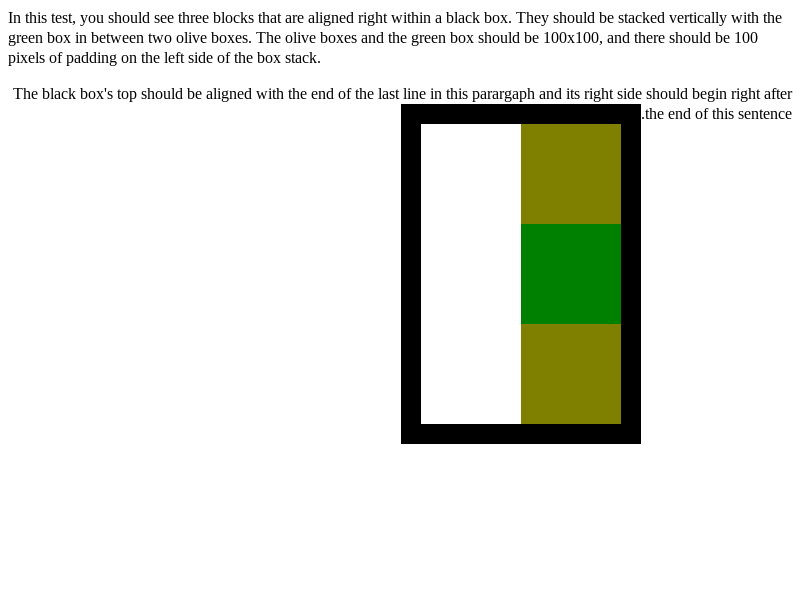 In this test, you should see three blocks that are aligned right within a black box. They should be stacked vertically with the
green box in between two olive boxes. The olive boxes and the green box should be 100x100, and there should be 100
pixels of padding on the left side of the box stack.
The black box's top should be aligned with the end of the last line in this parargaph and its right side should begin right after
.the end of this sentence